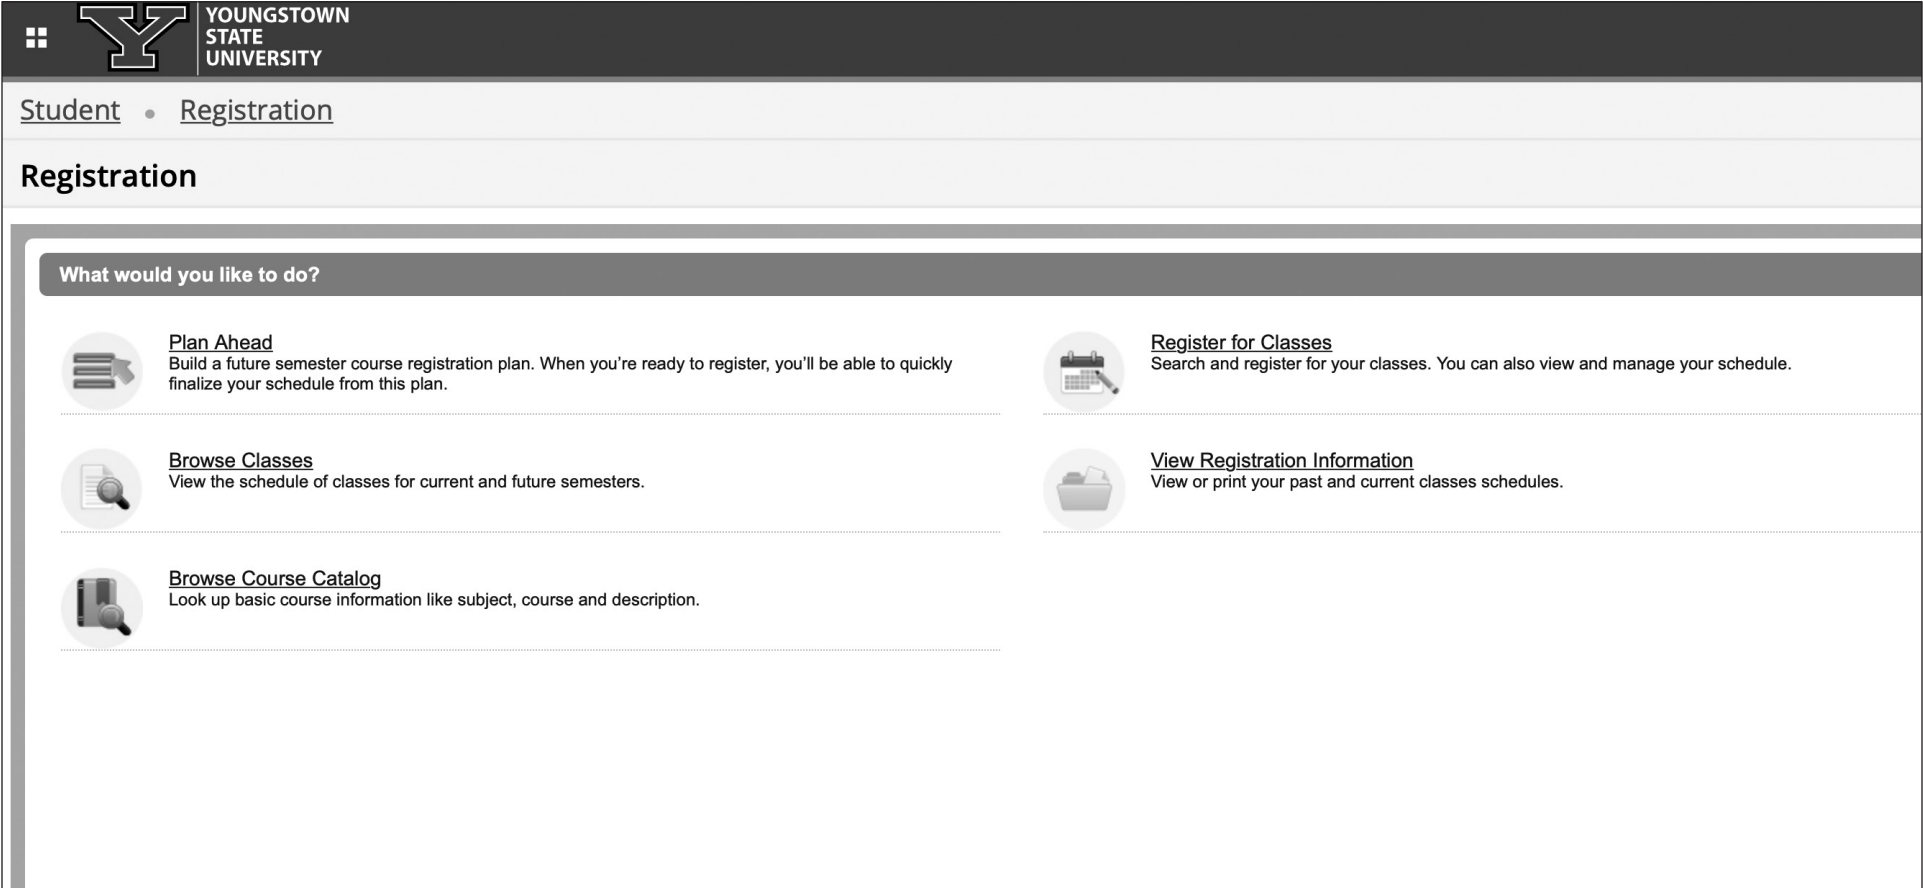 YOUNGSTOWN
STATE
UNIVERSITY
Student • Registration
Registration
What would you like to do?
Plan Ahead
Build a future semester course registration plan. When you’re ready to register, you’ll be able to quickly
finalize your schedule from this plan.
Register for Classes
Search and register for your classes. You can also view and manage your schedule.
Browse Classes
View the schedule of classes for current and future semesters.
View Registration Information
View or print your past and current classes schedules.
Browse Course Catalog
Look up basic course information like subject, course and description.